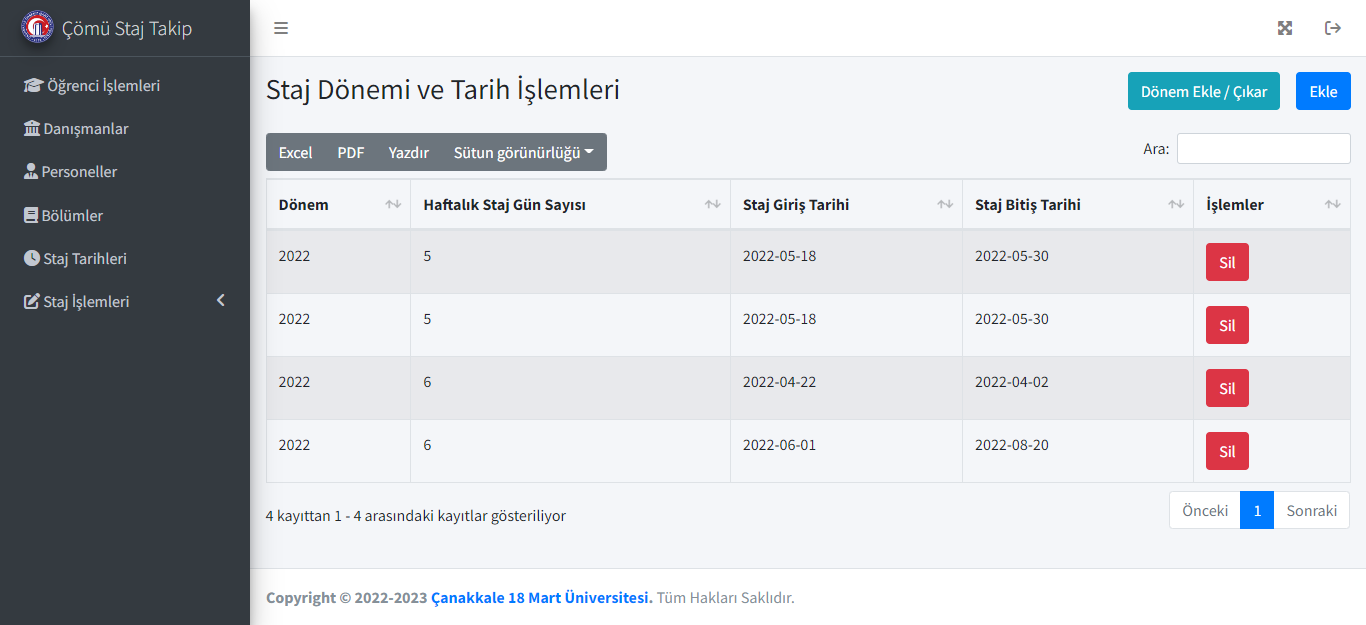 Çömü Staj Takip
Öğrenci İşlemleri
Danışmanlar
Personeller
Bölümler
Staj Tarihleri
Staj İşlemleri
Staj Dönemi ve Tarih İşlemleri
Dönem Ekle / Çıkar
Ekle
Excel PDF Yazdır Sütun görünürlüğü
Ara:
Dönem Haftalık Staj Gün Sayısı Staj Giriş Tarihi Staj Bitiş Tarihi İşlemler
2022 5 2022-05-18 2022-05-30 Sil
2022 5 2022-05-18 2022-05-30 Sil
2022 6 2022-04-22 2022-04-02 Sil
2022 6 2022-06-01 2022-08-20 Sil
4 kayıttan 1 - 4 arasındaki kayıtlar gösteriliyor
Önceki 1 Sonraki
Copyright © 2022-2023 Çanakkale 18 Mart Üniversitesi. Tüm Hakları Saklıdır.